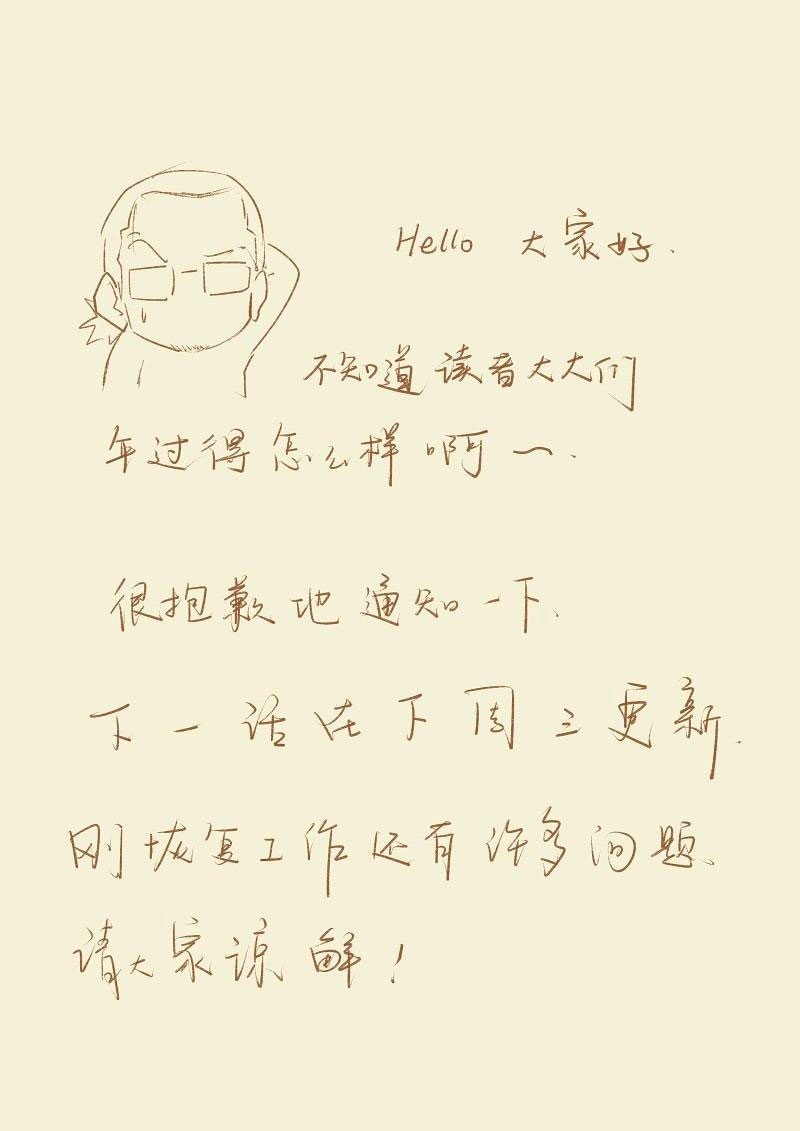 Hello 大家好.
不知道读者大大们
年过得怎么样啊～.
很抱歉地通知一下.
下一话在下周三更新.
刚恢复工作还有许多问题.
请大家谅解!